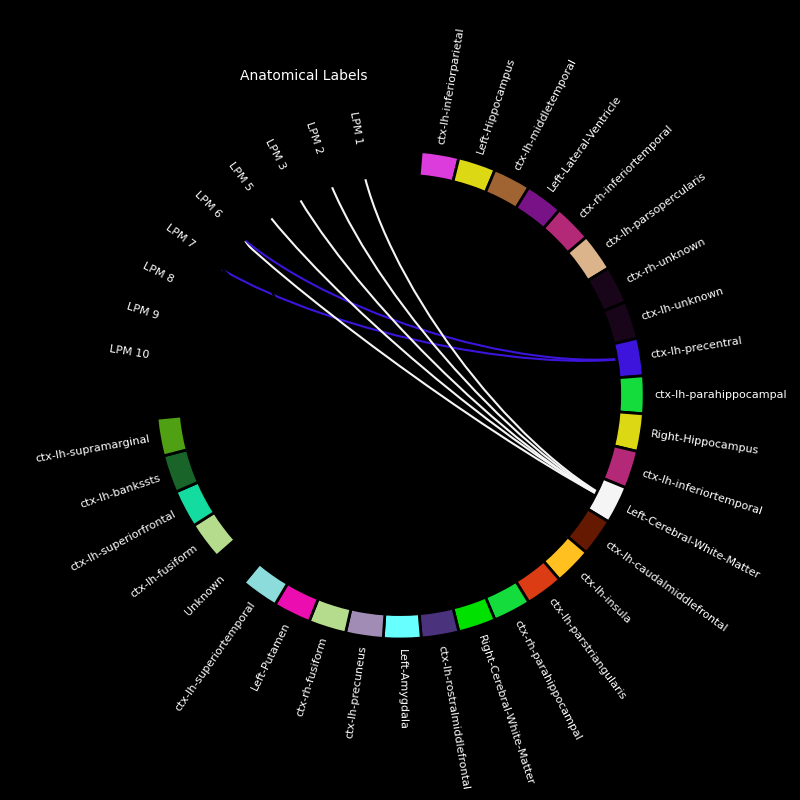 Anatomical Labels
LPM 1
LPM 2
LPM 3
LPM 5
LPM 6
LPM 7
LPM 8
LPM 9
LPM 10
ctx-lh-inferiorparietal
Left-Hippocampus
ctx-lh-middletemporal
Left-Lateral-Ventricle
ctx-rh-inferiortemporal
ctx-lh-parsopercularis
ctx-rh-unknown
ctx-lh-unknown
ctx-lh-precentral
ctx-lh-parahippocampal
Right-Hippocampus
ctx-lh-inferiortemporal
Left-Cerebral-White-Matter
ctx-lh-caudalmiddlefrontal
ctx-lh-insula
ctx-lh-parstriangularis
ctx-rh-parahippocampal
Right-Cerebral-White-Matter
ctx-lh-rostralmiddlefrontal
Left-Amygdala
ctx-lh-precuneus
ctx-rh-fusiform
Left-Putamen
ctx-lh-superiortemporal
Unknown
ctx-lh-fusiform
ctx-lh-superiorfrontal
ctx-lh-bankssts
ctx-lh-supramarginal